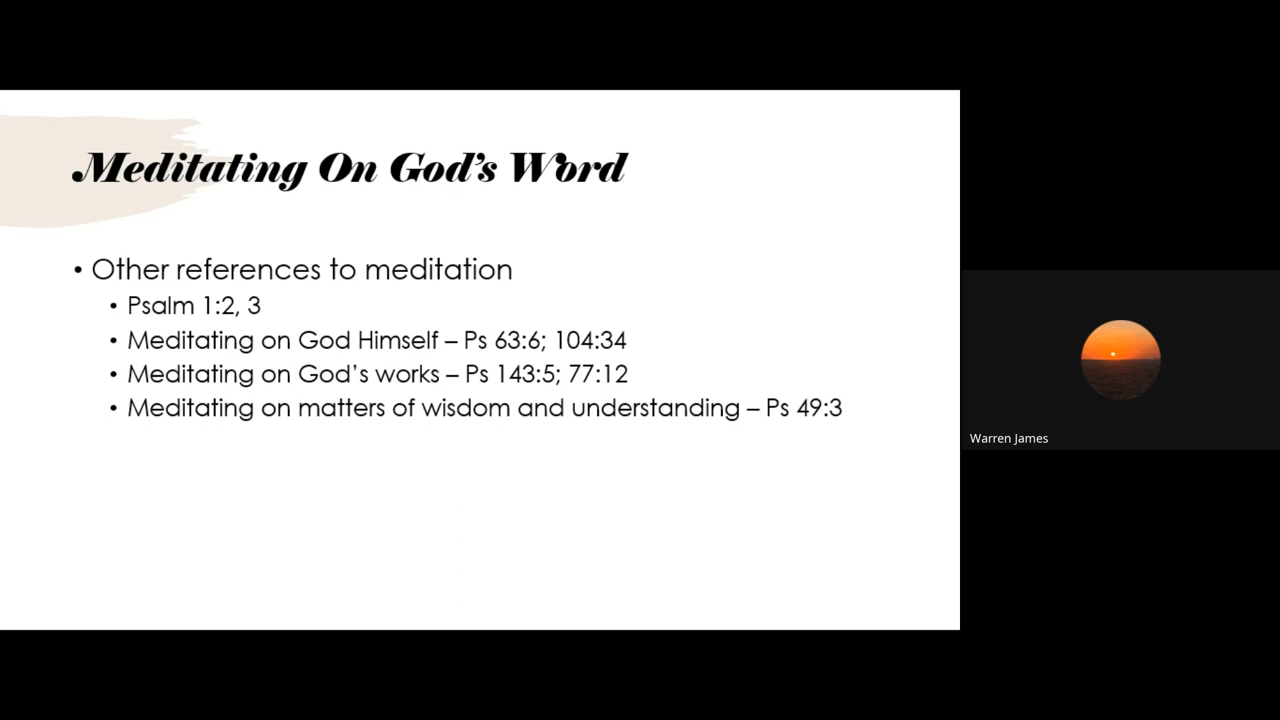 Meditating On God’s Word
• Other references to meditation
• Psalm 1:2, 3
• Meditating on God Himself – Ps 63:6; 104:34
• Meditating on God’s works – Ps 143:5; 77:12
• Meditating on matters of wisdom and understanding – Ps 49:3
Warren James